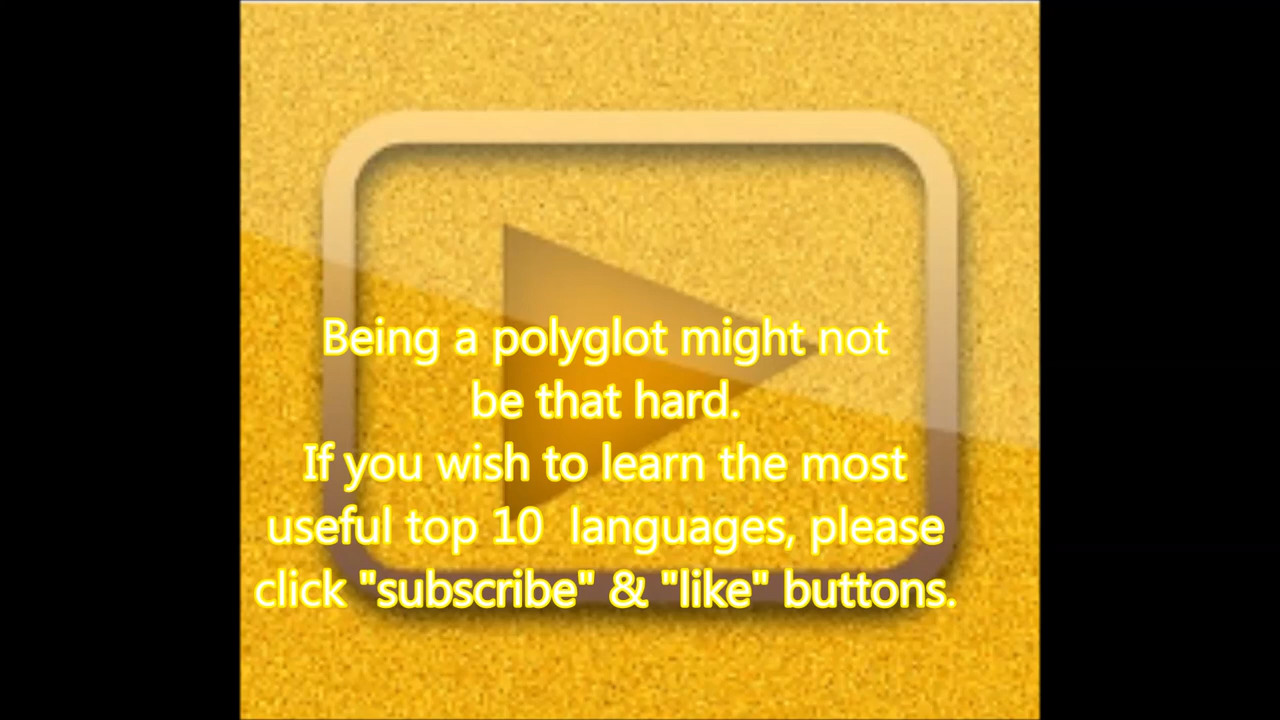 Being a polyglot might not
be that hard.
If you wish to learn the most
useful top 10  languages, please
click "subscribe" & "like" buttons.